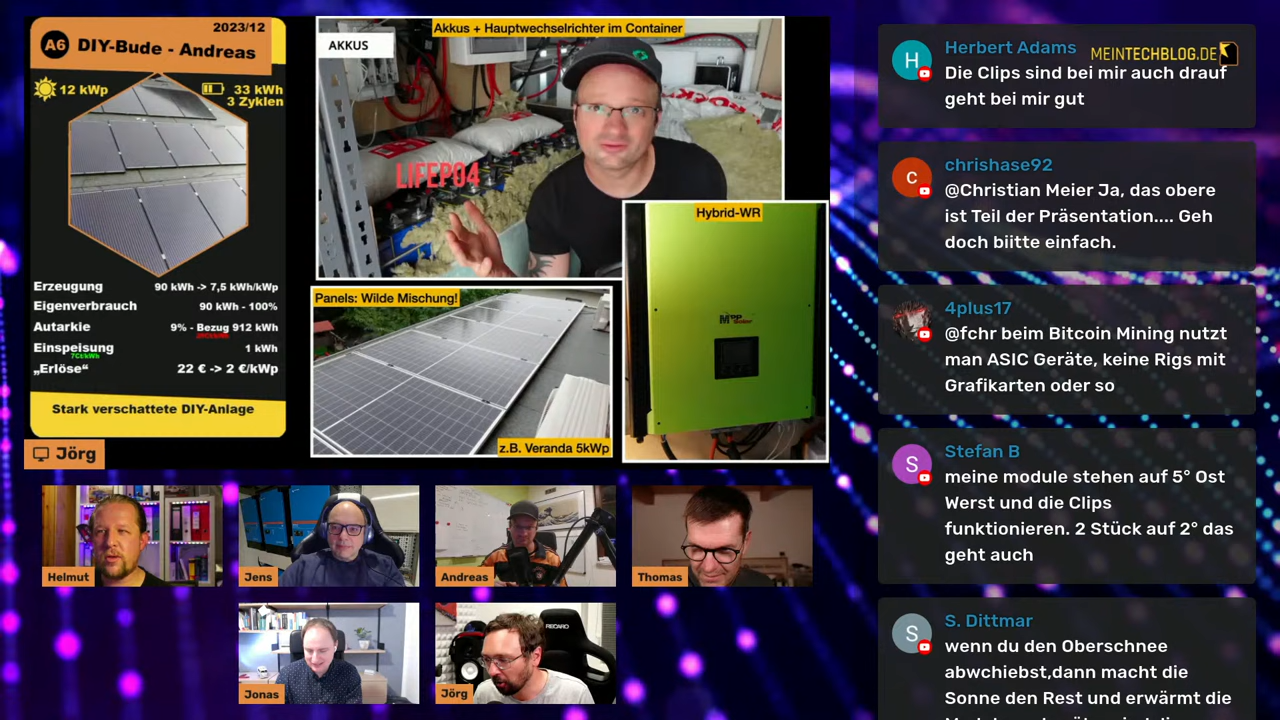 2023/12
A6
DIY-Bude - Andreas
12 kWp
33 kWh
3 Zyklen
Erzeugung 90 kWh -> 7,5 kWh/kWp
Eigenverbrauch 90 kWh - 100%
Autarkie 9% - Bezug 912 kWh
Einspeisung 1 kWh
7Ct/kWh
„Erlöse“ 22 € -> 2 €/kWp
Stark verschattete DIY-Anlage
Jörg
Akkus + Hauptwechselrichter im Container
AKKUS
LIFEPO4
Hybrid-WR
MPP
Solar
Panels: Wilde Mischung!
z.B. Veranda 5kWp
Helmut
Jens
Andreas
Thomas
Jonas
RECARO
Jörg
MEINTECHBLOG.DE
H
Herbert Adams
Die Clips sind bei mir auch drauf
geht bei mir gut
c
chrishase92
@Christian Meier Ja, das obere
ist Teil der Präsentation.... Geh
doch biitte einfach.
4plus17
@fchr beim Bitcoin Mining nutzt
man ASIC Geräte, keine Rigs mit
Grafikarten oder so
S
Stefan B
meine module stehen auf 5° Ost
Werst und die Clips
funktionieren. 2 Stück auf 2° das
geht auch
S
S. Dittmar
wenn du den Oberschnee
abwchiebst,dann macht die
Sonne den Rest und erwärmt die